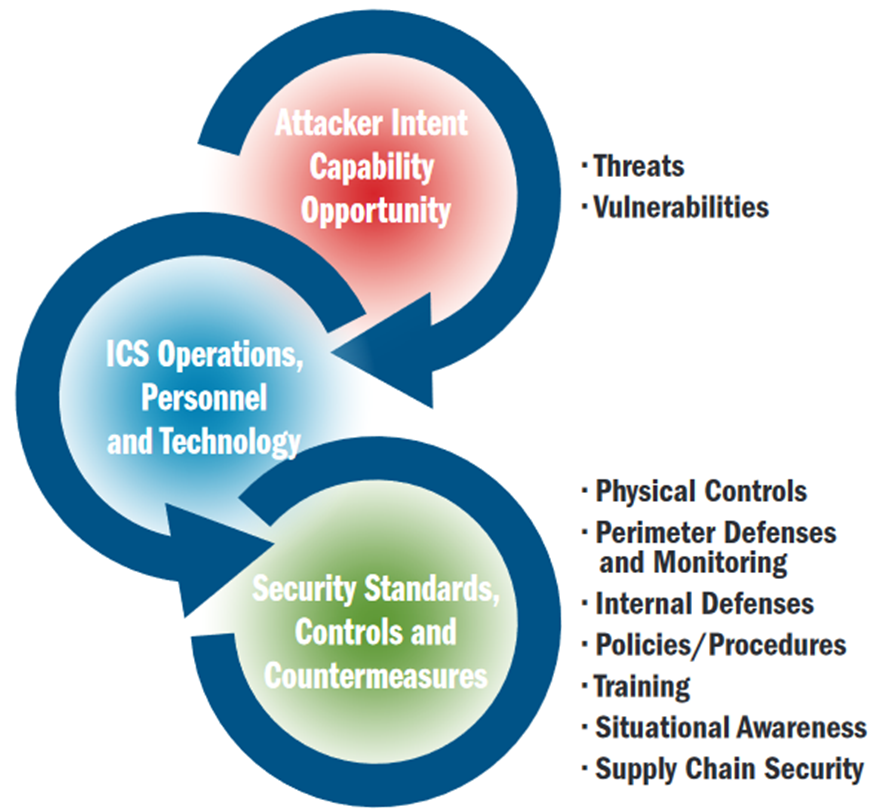 Attacker Intent
Capability
Opportunity
· Threats
· Vulnerabilities
ICS Operations,
Personnel
and Technology
Security Standards,
Controls and
Countermeasures
· Physical Controls
· Perimeter Defenses
and Monitoring
· Internal Defenses
· Policies/Procedures
· Training
· Situational Awareness
· Supply Chain Security